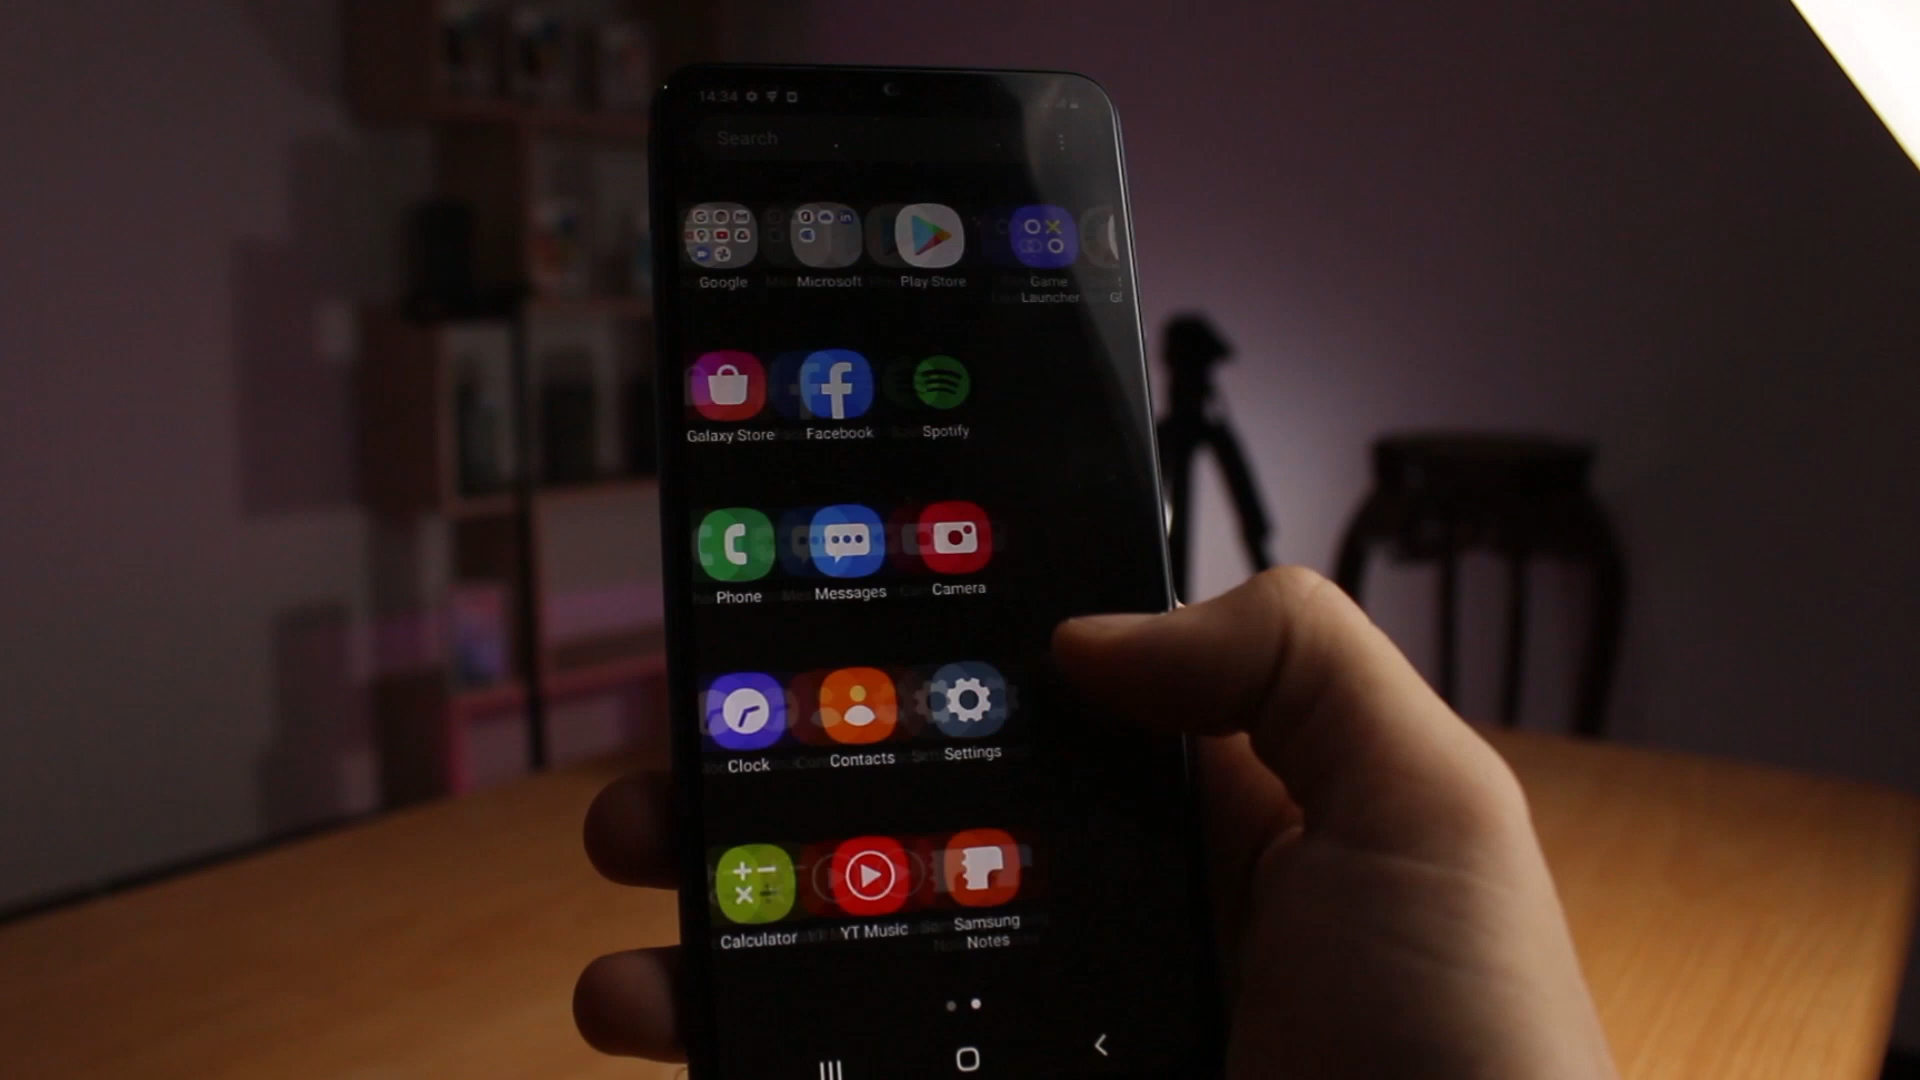 14:34
Search
Google Microsoft Play Store Game
Launcher Gl
Galaxy Store Facebook Spotify
Phone Messages Camera
Clock Contacts Settings
Calculator YT Music Samsung
Notes